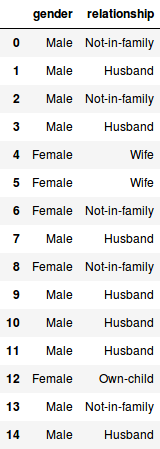 gender relationship
0 Male Not-in-family
1 Male Husband
2 Male Not-in-family
3 Male Husband
4 Female Wife
5 Female Wife
6 Female Not-in-family
7 Male Husband
8 Female Not-in-family
9 Male Husband
10 Male Husband
11 Male Husband
12 Female Own-child
13 Male Not-in-family
14 Male Husband